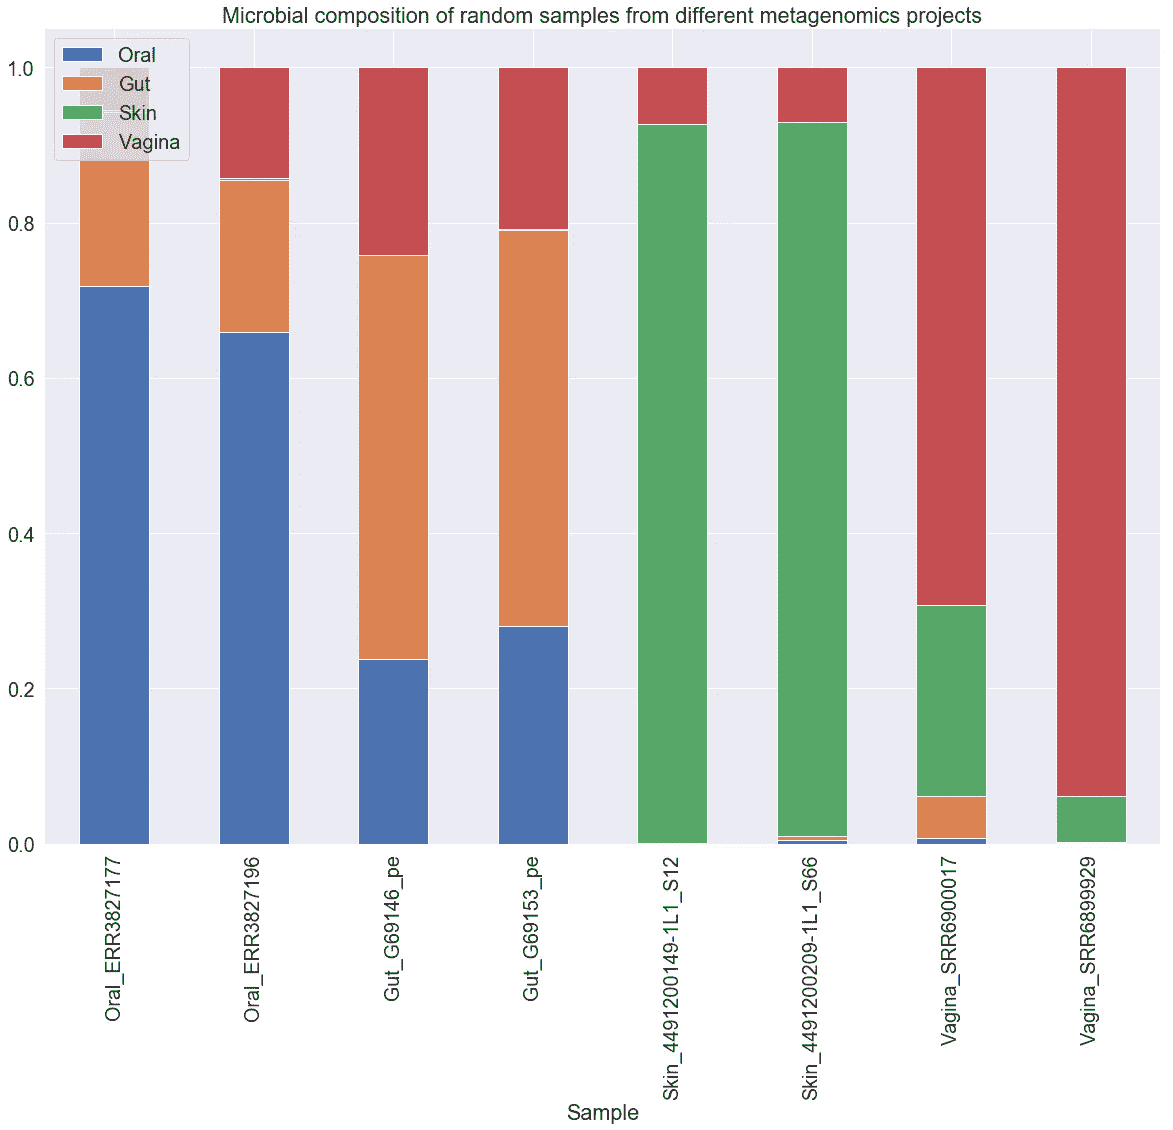 Microbial composition of random samples from different metagenomics projects
Oral
Gut
Skin
Vagina
1.0
0.8
0.6
0.4
0.2
0.0
Oral_ERR3827177
Oral_ERR3827196
Gut_G69146_pe
Gut_G69153_pe
Skin_4491200149-1L1_S12
Skin_4491200209-1L1_S66
Vagina_SRR6900017
Vagina_SRR6899929
Sample